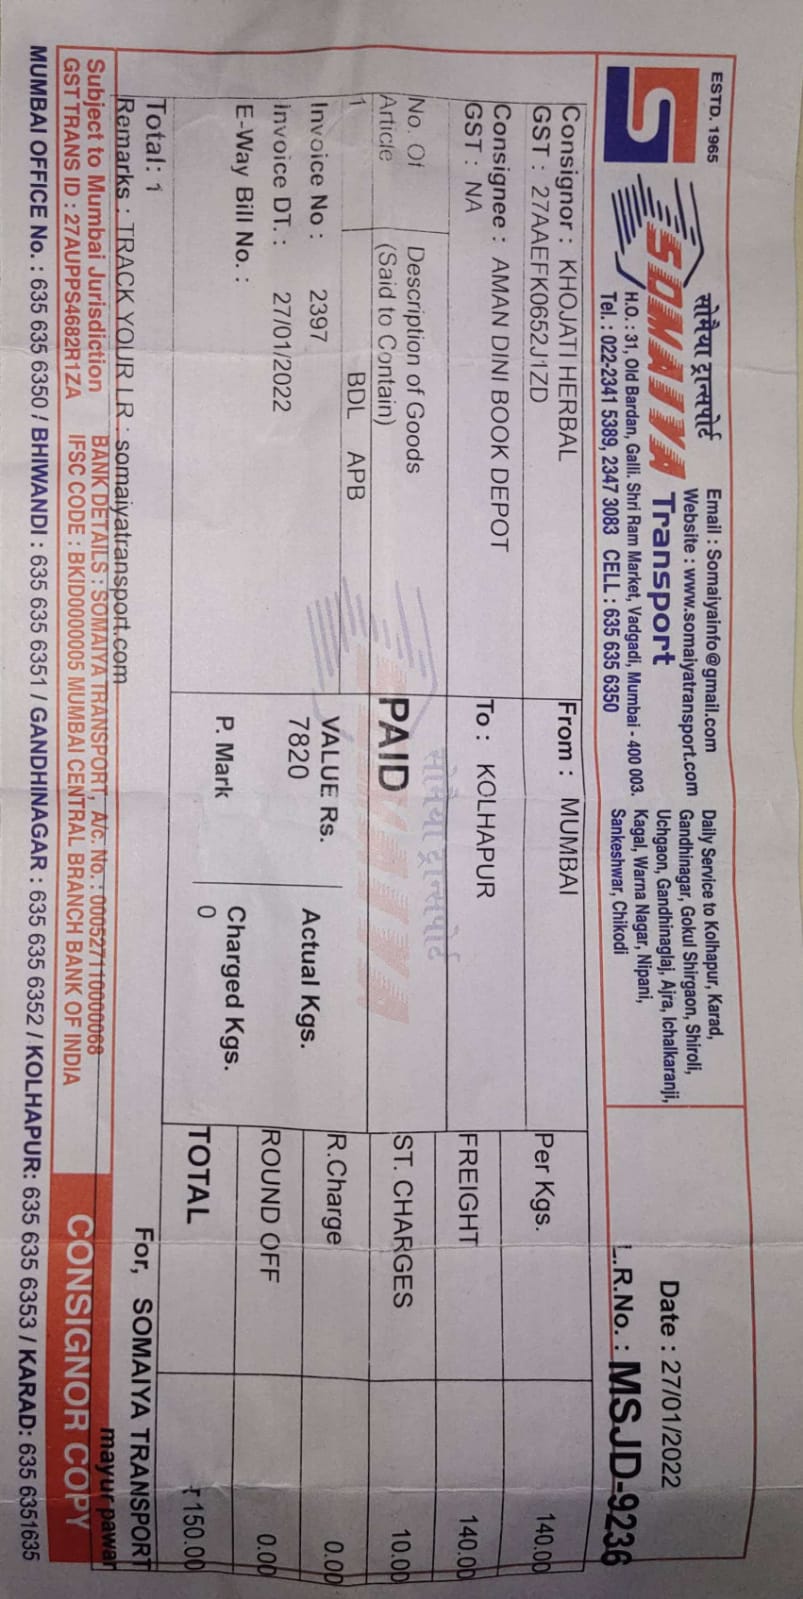 ESTD. 1965
सोमैया ट्रान्सपोर्ट
SOMAIYA Transport
Email : Somaiyainfo@gmail.com
Website : www.somaiyatransport.com
H.O. : 31, Old Bardan, Galli. Shri Ram Market, Vadgadi, Mumbai - 400 003.
Tel. : 022-2341 5389, 2347 3083 CELL : 635 635 6350
Daily Service to Kolhapur, Karad,
Gandhinagar, Gokul Shirgaon, Shiroli,
Uchgaon, Gandhinaglaj, Ajra, Ichalkaranji,
Kagal, Warna Nagar, Nipani,
Sankeshwar, Chikodi
Date : 27/01/2022
L.R.No. : MSJD-9236
Consignor : KHOJATI HERBAL
GST : 27AAEFK0652J1ZD
From : MUMBAI
Per Kgs. 140.00
Consignee : AMAN DINI BOOK DEPOT
GST : NA
To : KOLHAPUR
FREIGHT 140.00
No. Of Article
Description of Goods
(Said to Contain)
PAID
ST. CHARGES 10.00
1 BDL APB
Invoice No : 2397
VALUE Rs.
7820
Actual Kgs.
R.Charge 0.00
Invoice DT. : 27/01/2022
E-Way Bill No. :
P. Mark
Charged Kgs.
0
ROUND OFF 0.00
TOTAL ₹150.00
सोमैया ट्रान्सपोर्ट
SOMAIYA
Total: 1
Remarks : TRACK YOUR LR : somaiyatransport.com
For, SOMAIYA TRANSPORT
mayur pawar
Subject to Mumbai Jurisdiction
GST TRANS ID : 27AUPPS4682R1ZA
BANK DETAILS : SOMAIYA TRANSPORT, A/c. No. : 000527110000068
IFSC CODE : BKID0000005 MUMBAI CENTRAL BRANCH BANK OF INDIA
CONSIGNOR COPY
MUMBAI OFFICE No. : 635 635 6350 / BHIWANDI : 635 635 6351 / GANDHINAGAR : 635 635 6352 / KOLHAPUR: 635 635 6353 / KARAD: 635 6351635